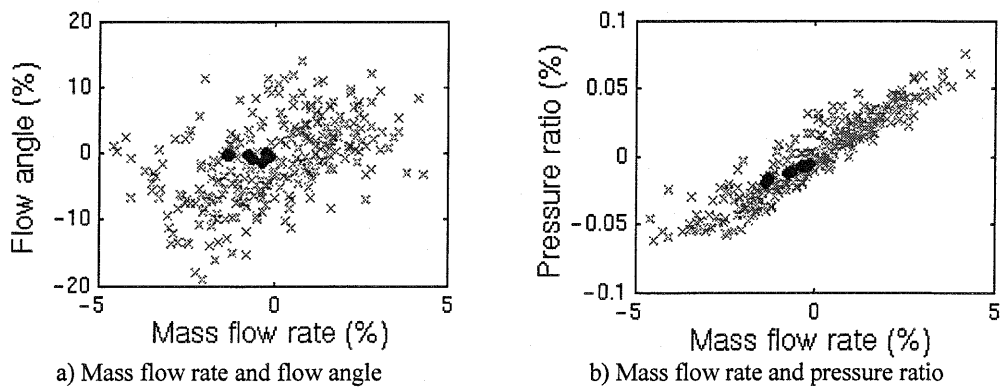 20
10
0
-10
-20
Flow angle (%)
-5
0
5
Mass flow rate (%)
a) Mass flow rate and flow angle
0.1
0.05
0
-0.05
-0.1
Pressure ratio (%)
-5
0
5
Mass flow rate (%)
b) Mass flow rate and pressure ratio